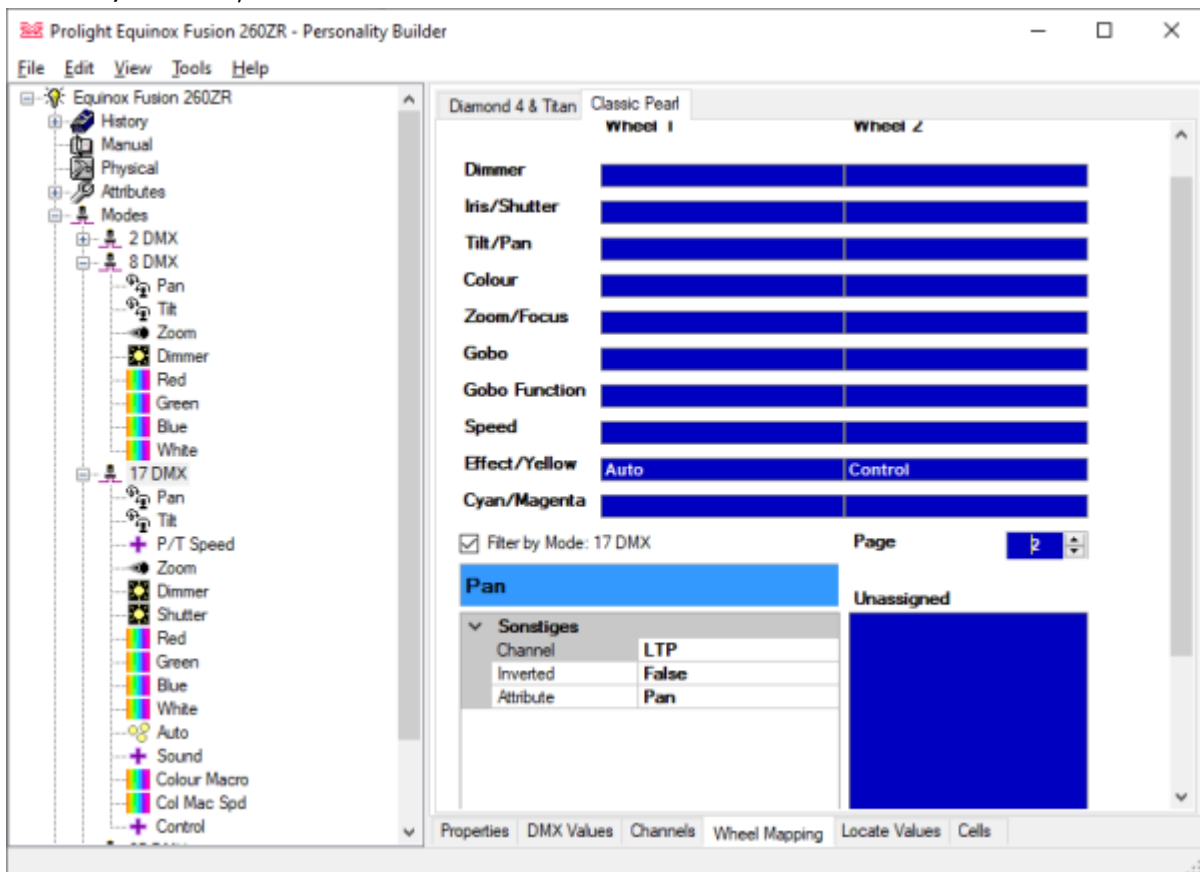 Prolight Equinox Fusion 260ZR - Personality Builder
File Edit View Tools Help
Equinox Fusion 260ZR
History
Manual
Physical
Attributes
Modes
2 DMX
8 DMX
Pan
Tilt
Zoom
Dimmer
Red
Green
Blue
White
17 DMX
Pan
Tilt
P/T Speed
Zoom
Dimmer
Shutter
Red
Green
Blue
White
Auto
Sound
Colour Macro
Col Mac Spd
Control
Diamond 4 & Titan Classic Pearl
Wheel 1 Wheel 2
Dimmer
Iris/Shutter
Tilt/Pan
Colour
Zoom/Focus
Gobo
Gobo Function
Speed
Effect/Yellow Auto Control
Cyan/Magenta
Filter by Mode: 17 DMX Page 2
Pan
Unassigned
Sonstiges
Channel LTP
Inverted False
Attribute Pan
Properties DMX Values Channels Wheel Mapping Locate Values Cells